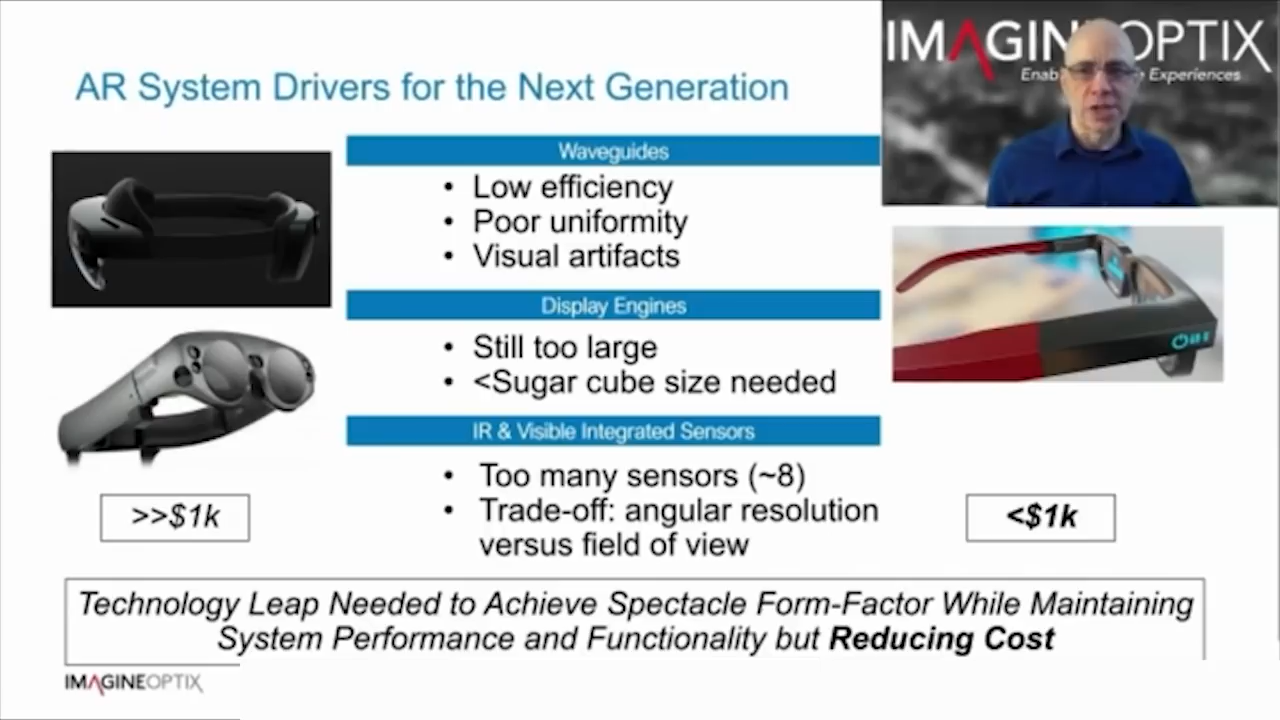 IMAGINEOPTIX
AR System Drivers for the Next Generation
Waveguides
• Low efficiency
• Poor uniformity
• Visual artifacts
Display Engines
• Still too large
• <Sugar cube size needed
IR & Visible Integrated Sensors
• Too many sensors (~8)
• Trade-off: angular resolution
versus field of view
>>$1k
<$1k
Technology Leap Needed to Achieve Spectacle Form-Factor While Maintaining
System Performance and Functionality but Reducing Cost
IMAGINEOPTIX